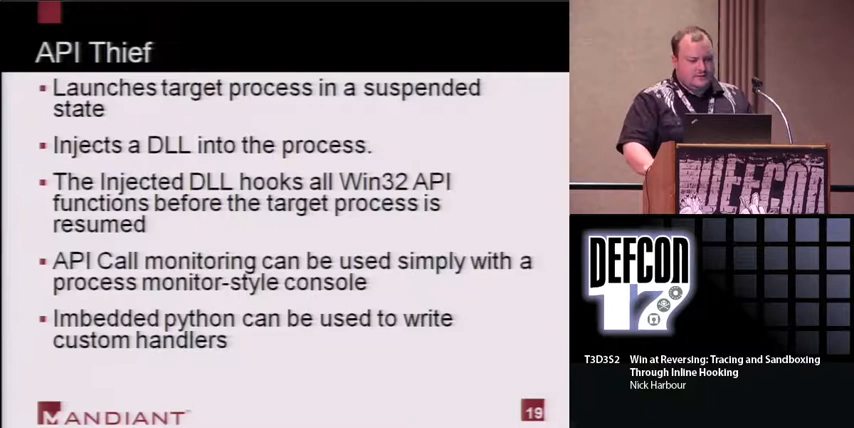 API Thief
Launches target process in a suspended
state
Injects a DLL into the process.
The Injected DLL hooks all Win32 API
functions before the target process is
resumed
API Call monitoring can be used simply with a
process monitor-style console
Imbedded python can be used to write
custom handlers
MANDIANT
19
DEFCON
DEFCON
17
T3D3S2 Win at Reversing: Tracing and Sandboxing
Through Inline Hooking
Nick Harbour